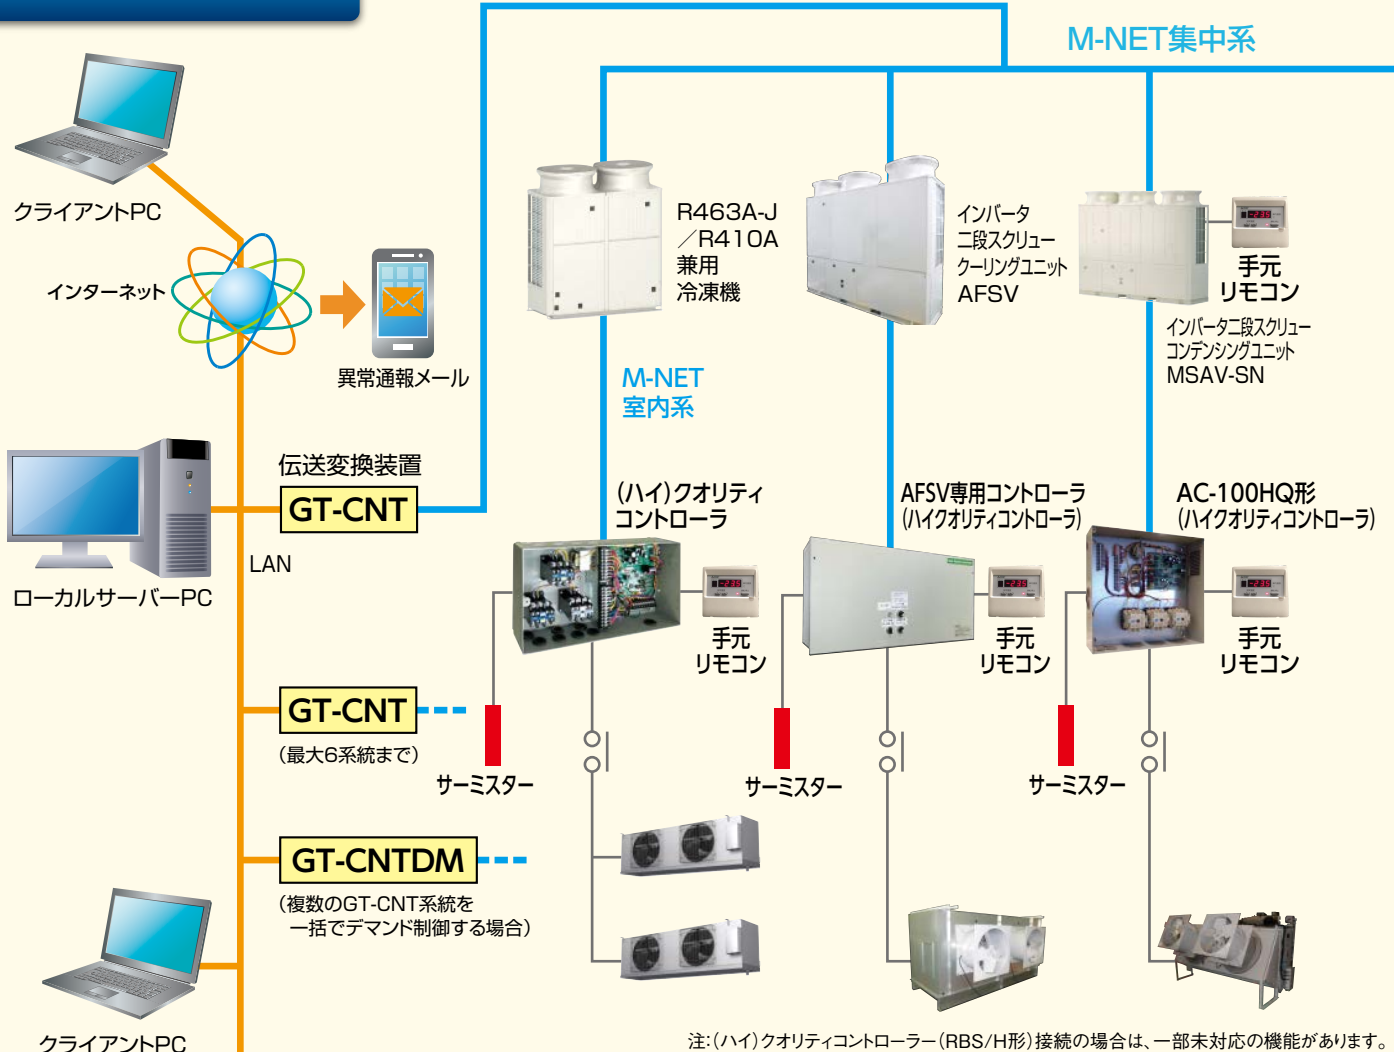 M-NET集中系
クライアントPC
インターネット
異常通報メール
R463A-J
／R410A
兼用
冷凍機
インバータ
二段スクリュー
クーリングユニット
AFSV
手元
リモコン
インバータ二段スクリュー
コンデンシングユニット
MSAV-SN
M-NET
室内系
伝送変換装置
GT-CNT
LAN
ローカルサーバーPC
(ハイ)クオリティ
コントローラ
AFSV専用コントローラ
(ハイクオリティコントローラ)
AC-100HQ形
(ハイクオリティコントローラ)
手元
リモコン
手元
リモコン
手元
リモコン
GT-CNT
(最大6系統まで)
サーミスター
サーミスター
サーミスター
GT-CNTDM
(複数のGT-CNT系統を
一括でデマンド制御する場合)
クライアントPC
注:(ハイ)クオリティコントローラー(RBS/H形)接続の場合は、一部未対応の機能があります。